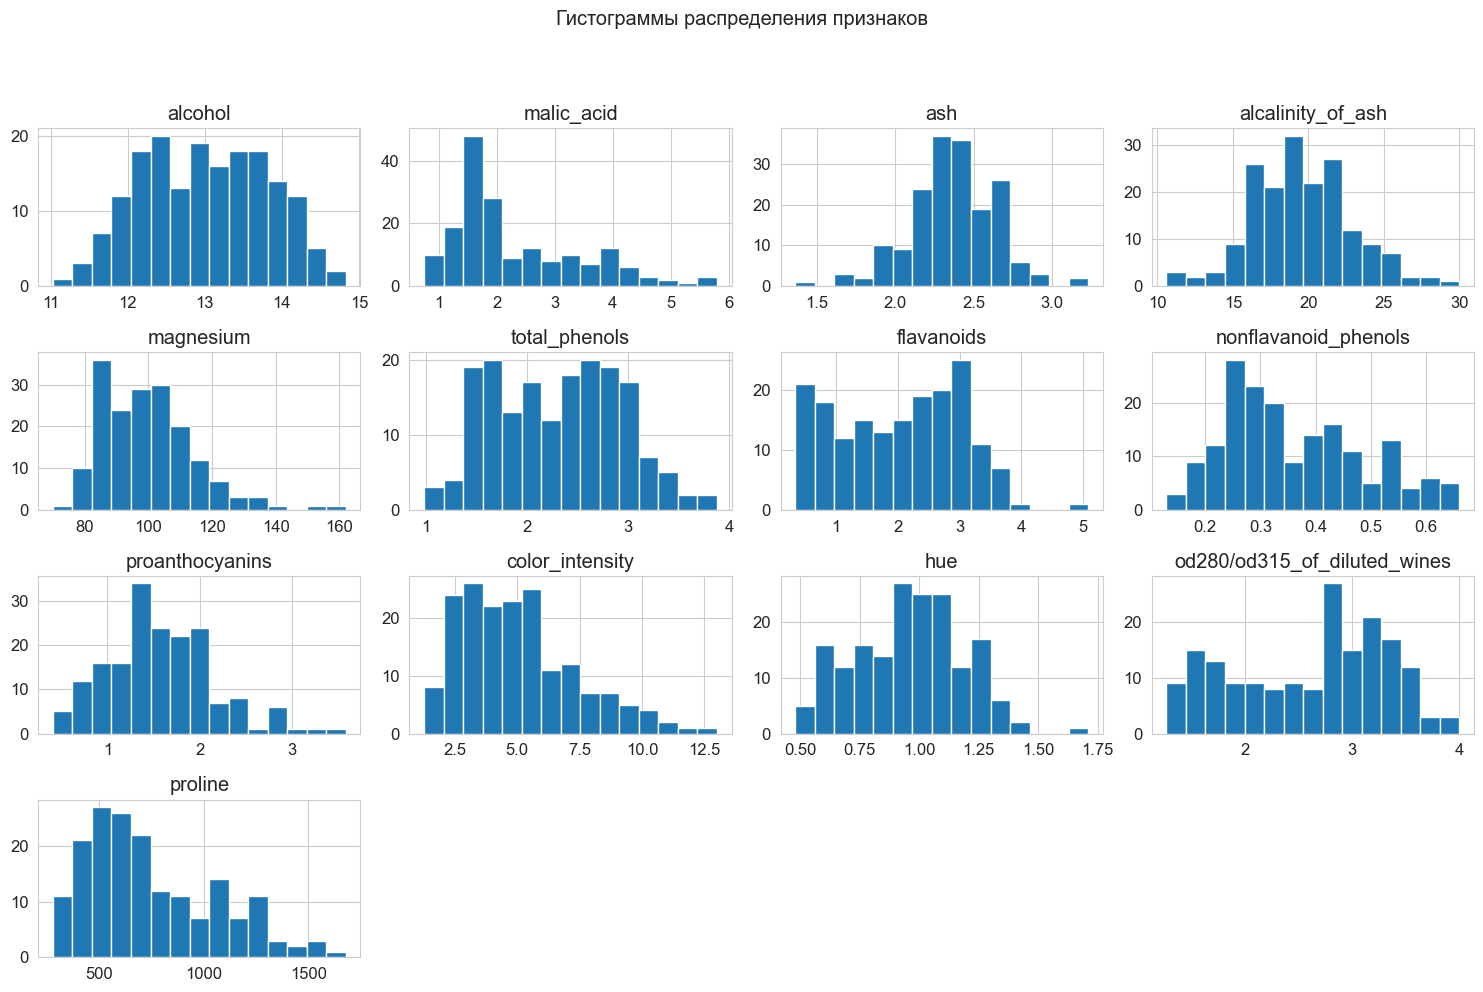 Гистограммы распределения признаков
alcohol
malic_acid
ash
alcalinity_of_ash
20
10
0
11 12 13 14 15
40
20
0
1 2 3 4 5 6
30
20
10
0
1.5 2.0 2.5 3.0
30
20
10
0
10 15 20 25 30
magnesium
total_phenols
flavanoids
nonflavanoid_phenols
30
20
10
0
80 100 120 140 160
20
10
0
1 2 3 4
20
10
0
1 2 3 4 5
20
10
0
0.2 0.3 0.4 0.5 0.6
proanthocyanins
color_intensity
hue
od280/od315_of_diluted_wines
30
20
10
0
1 2 3
20
10
0
2.5 5.0 7.5 10.0 12.5
20
10
0
0.50 0.75 1.00 1.25 1.50 1.75
20
10
0
2 3 4
proline
20
10
0
500 1000 1500